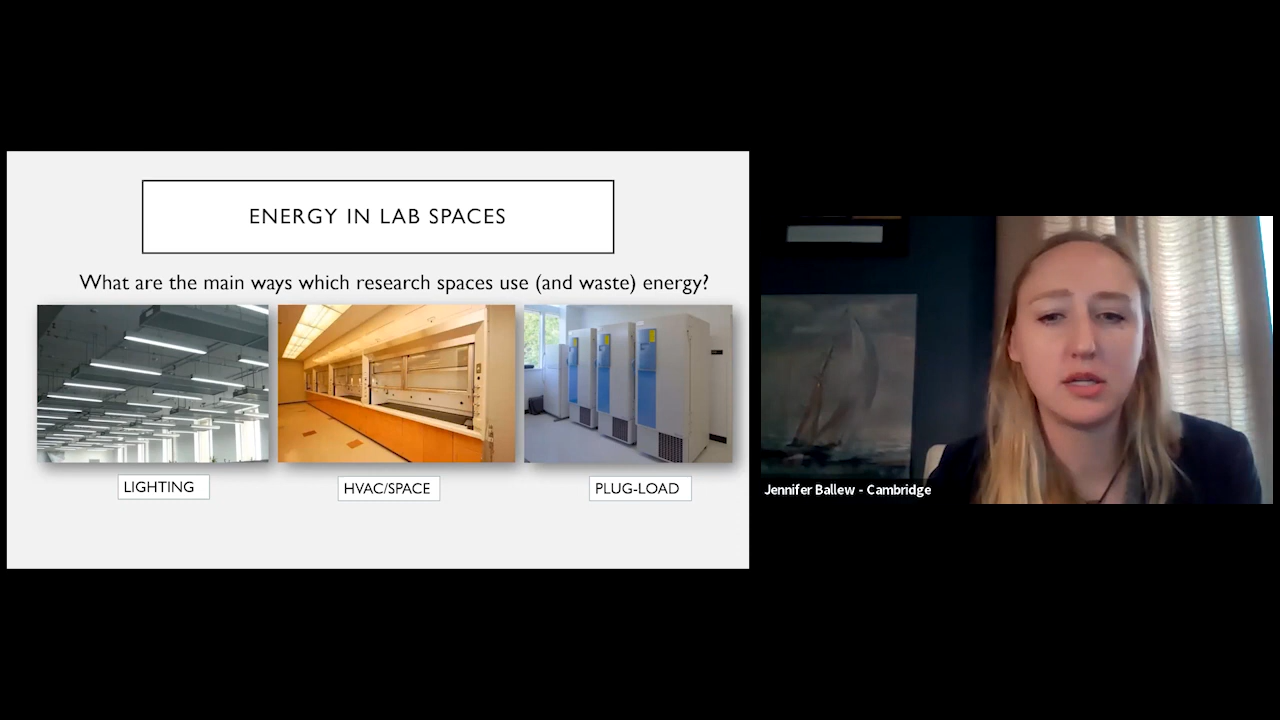 ENERGY IN LAB SPACES
What are the main ways which research spaces use (and waste) energy?
LIGHTING
HVAC/SPACE
PLUG-LOAD
Jennifer Ballew - Cambridge